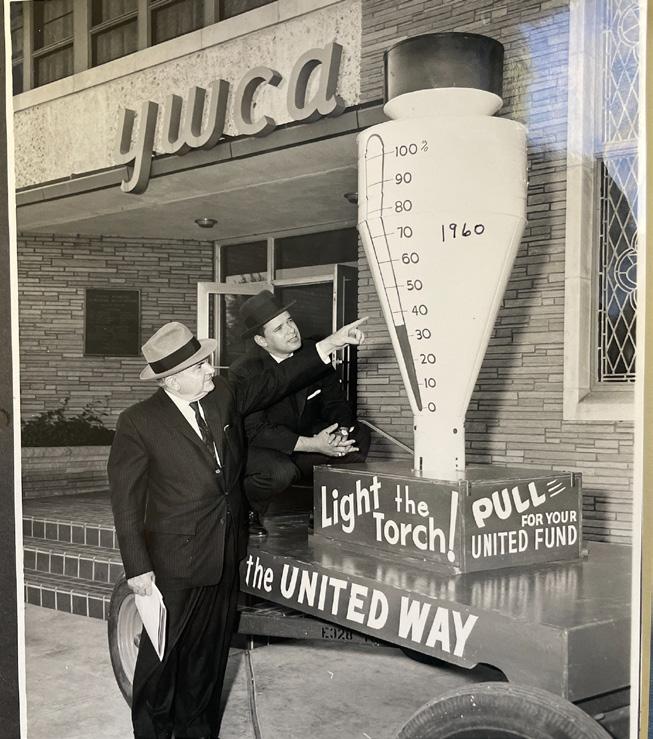 ywca
100%
90
80
70
1960
60
50
40
30
20
10
0
Light the
Torch!
PULL
FOR YOUR
UNITED FUND
the UNITED WAY